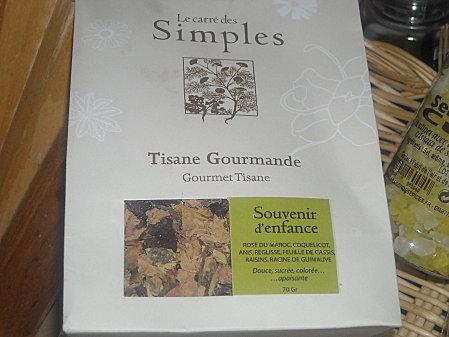 Le carré des
Simples
Tisane Gourmande
Gourmet Tisane
Souvenir
d'enfance
ROSE DU MAROC, COQUELICOT,
ANIS, REGLISSE, FEUILLE DE CASSIS,
RAISINS, RACINE DE GUIMAUVE
Douce, sucrée, colorée...
...apaisante
70 Gr